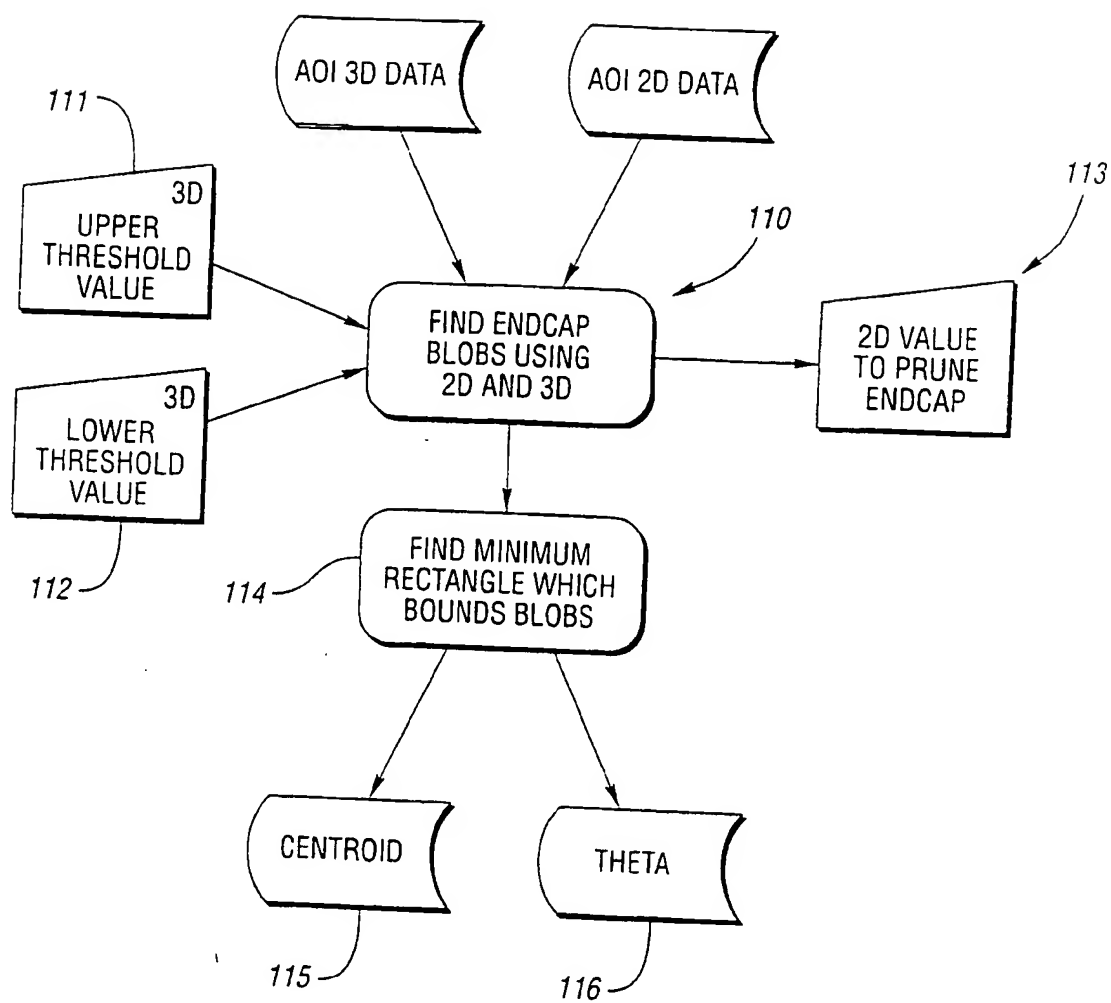 AOI 3D DATA
AOI 2D DATA
111
3D
UPPER
THRESHOLD
VALUE
110
113
FIND ENDCAP
BLOBS USING
2D AND 3D
2D VALUE
TO PRUNE
ENDCAP
3D
LOWER
THRESHOLD
VALUE
112
114
FIND MINIMUM
RECTANGLE WHICH
BOUNDS BLOBS
CENTROID
THETA
115
116